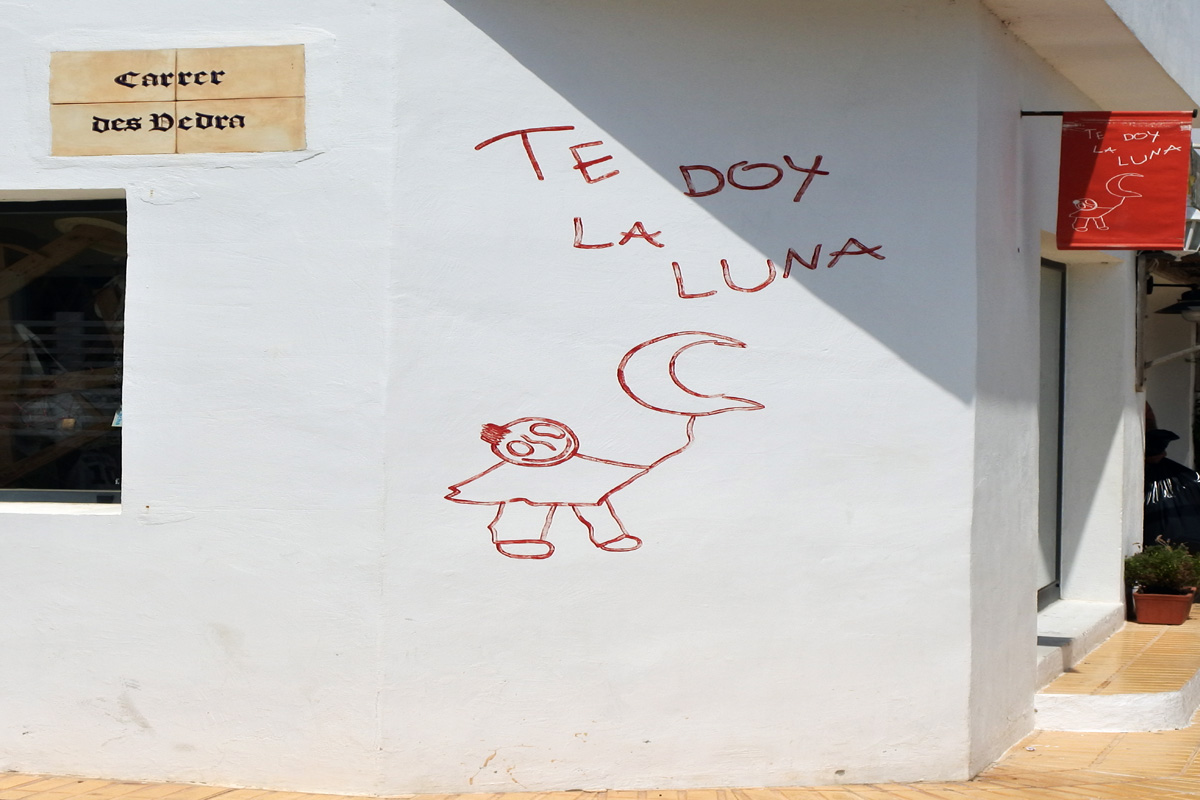 Carrer
des Vedra
TE DOY
LA
LUNA
TE DOY
LA
LUNA